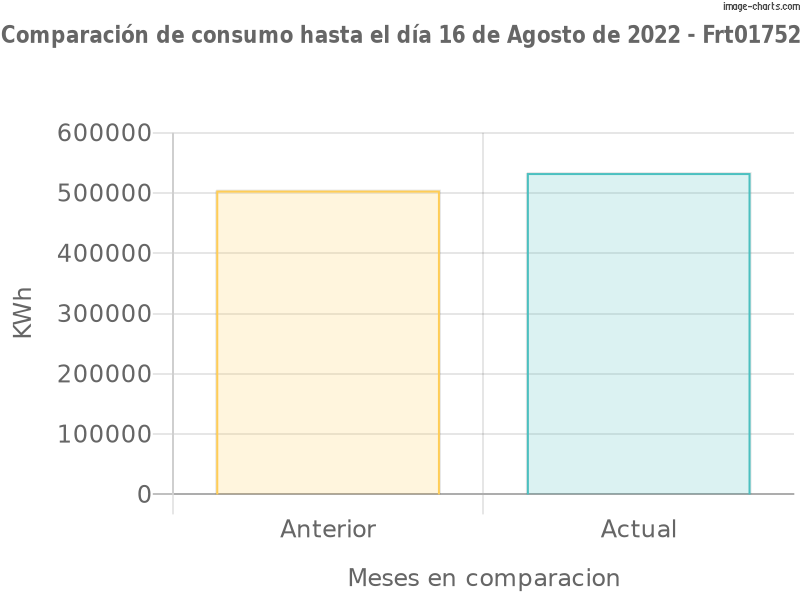 image-charts.com
Comparación de consumo hasta el día 16 de Agosto de 2022 - Frt01752
600000
500000
400000
300000
200000
100000
0
KWh
Anterior Actual
Meses en comparacion